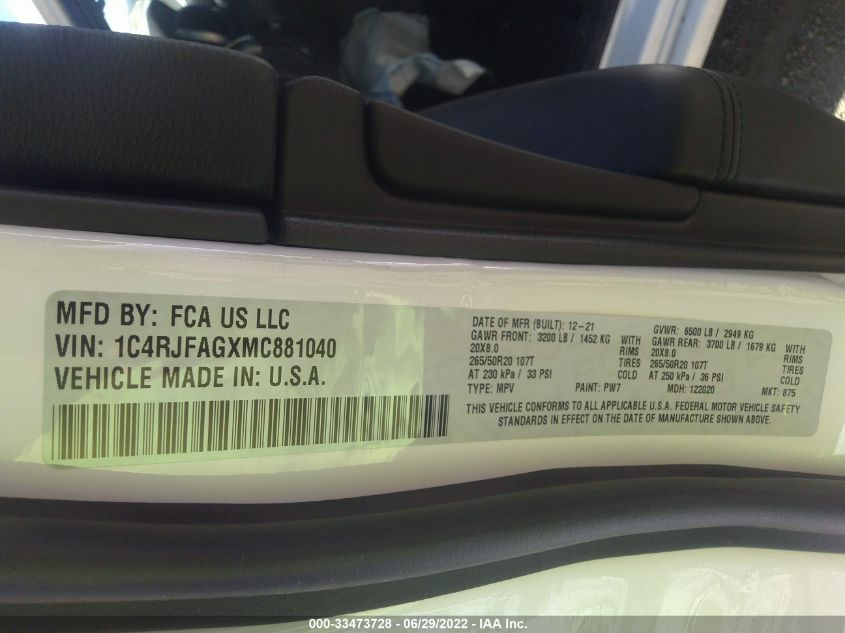 MFD BY: FCA US LLC
VIN: 1C4RJFAGXMC881040
VEHICLE MADE IN: U.S.A.
DATE OF MFR (BUILT): 12-21
GVWR: 6500 LB / 2949 KG
GAWR FRONT: 3200 LB / 1452 KG WITH
GAWR REAR: 3700 LB / 1679 KG WITH
20X8.0 RIMS
20X8.0 RIMS
265/50R20 107T TIRES
265/50R20 107T TIRES
AT 230 kPa / 33 PSI COLD
AT 250 kPa / 36 PSI COLD
TYPE: MPV PAINT: PW7 MDH: 122020 MKT: 875
THIS VEHICLE CONFORMS TO ALL APPLICABLE U.S.A. FEDERAL MOTOR VEHICLE SAFETY
STANDARDS IN EFFECT ON THE DATE OF MANUFACTURE SHOWN ABOVE.
000-33473728 - 06/29/2022 - IAA Inc.